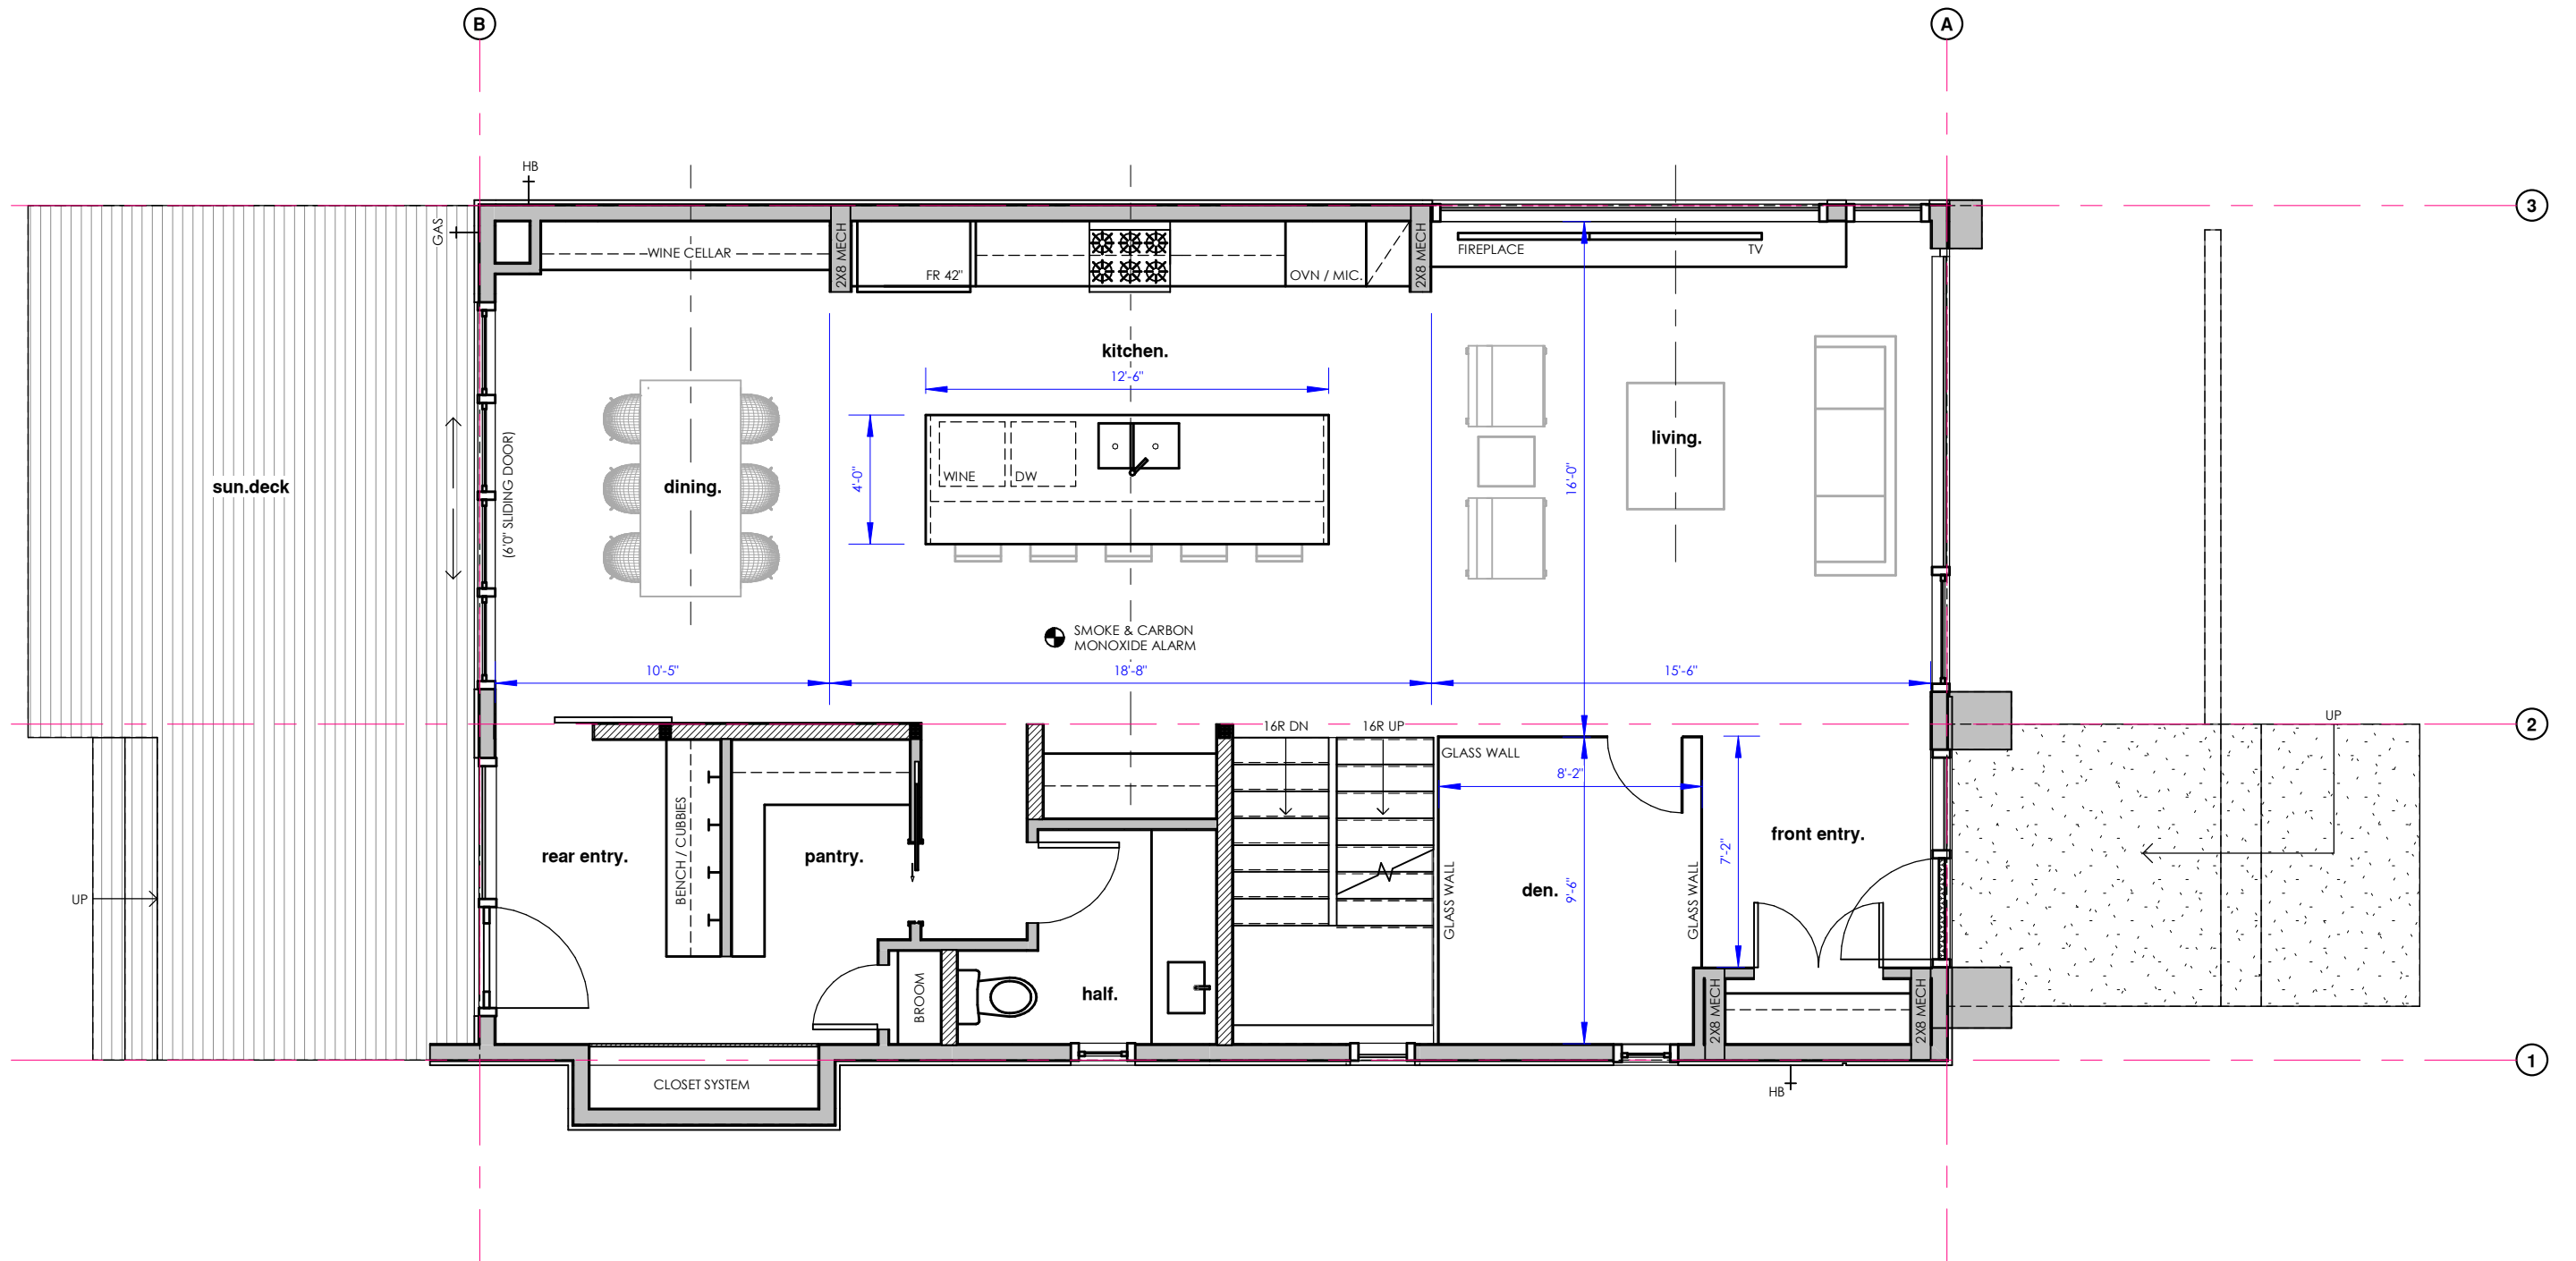 B
A
HB
3
GAS
WINE CELLAR
2X8 MECH
FR 42"
OVN / MIC.
2X8 MECH
FIREPLACE
TV
kitchen.
12'-6"
living.
4'-0"
WINE
DW
16'-0"
sun.deck
(6'0" SLIDING DOOR)
dining.
SMOKE & CARBON
MONOXIDE ALARM
10'-5"
18'-8"
15'-6"
16R DN
16R UP
UP
2
GLASS WALL
8'-2"
BENCH / CUBBIES
rear entry.
pantry.
front entry.
7'-2"
UP
GLASS WALL
den.
9'-6"
GLASS WALL
BROOM
half.
2X8 MECH
2X8 MECH
1
CLOSET SYSTEM
HB